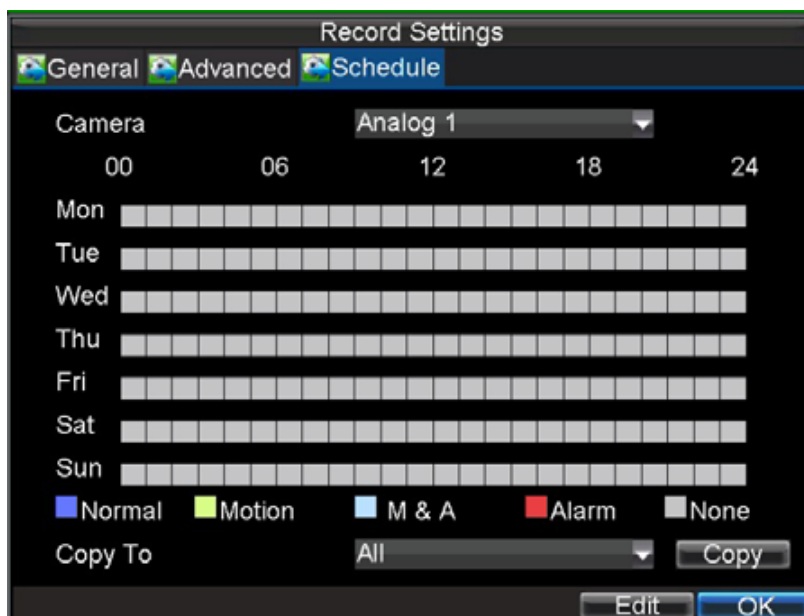 Record Settings
General Advanced Schedule
Camera Analog 1
00 06 12 18 24
Mon
Tue
Wed
Thu
Fri
Sat
Sun
Normal Motion M & A Alarm None
Copy To All Copy
Edit OK